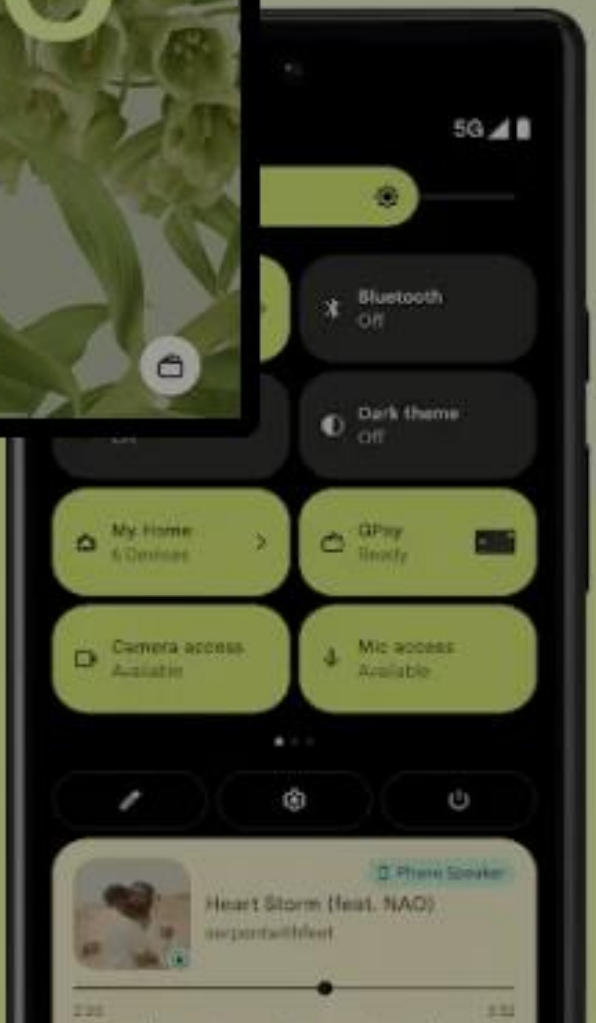 5G
Bluetooth
Off
Dark theme
Off
My Home
6 Devices
GPay
Ready
Camera access
Available
Mic access
Available
Phone Speaker
Heart Storm (feat. NAO)
serpentwithfeet